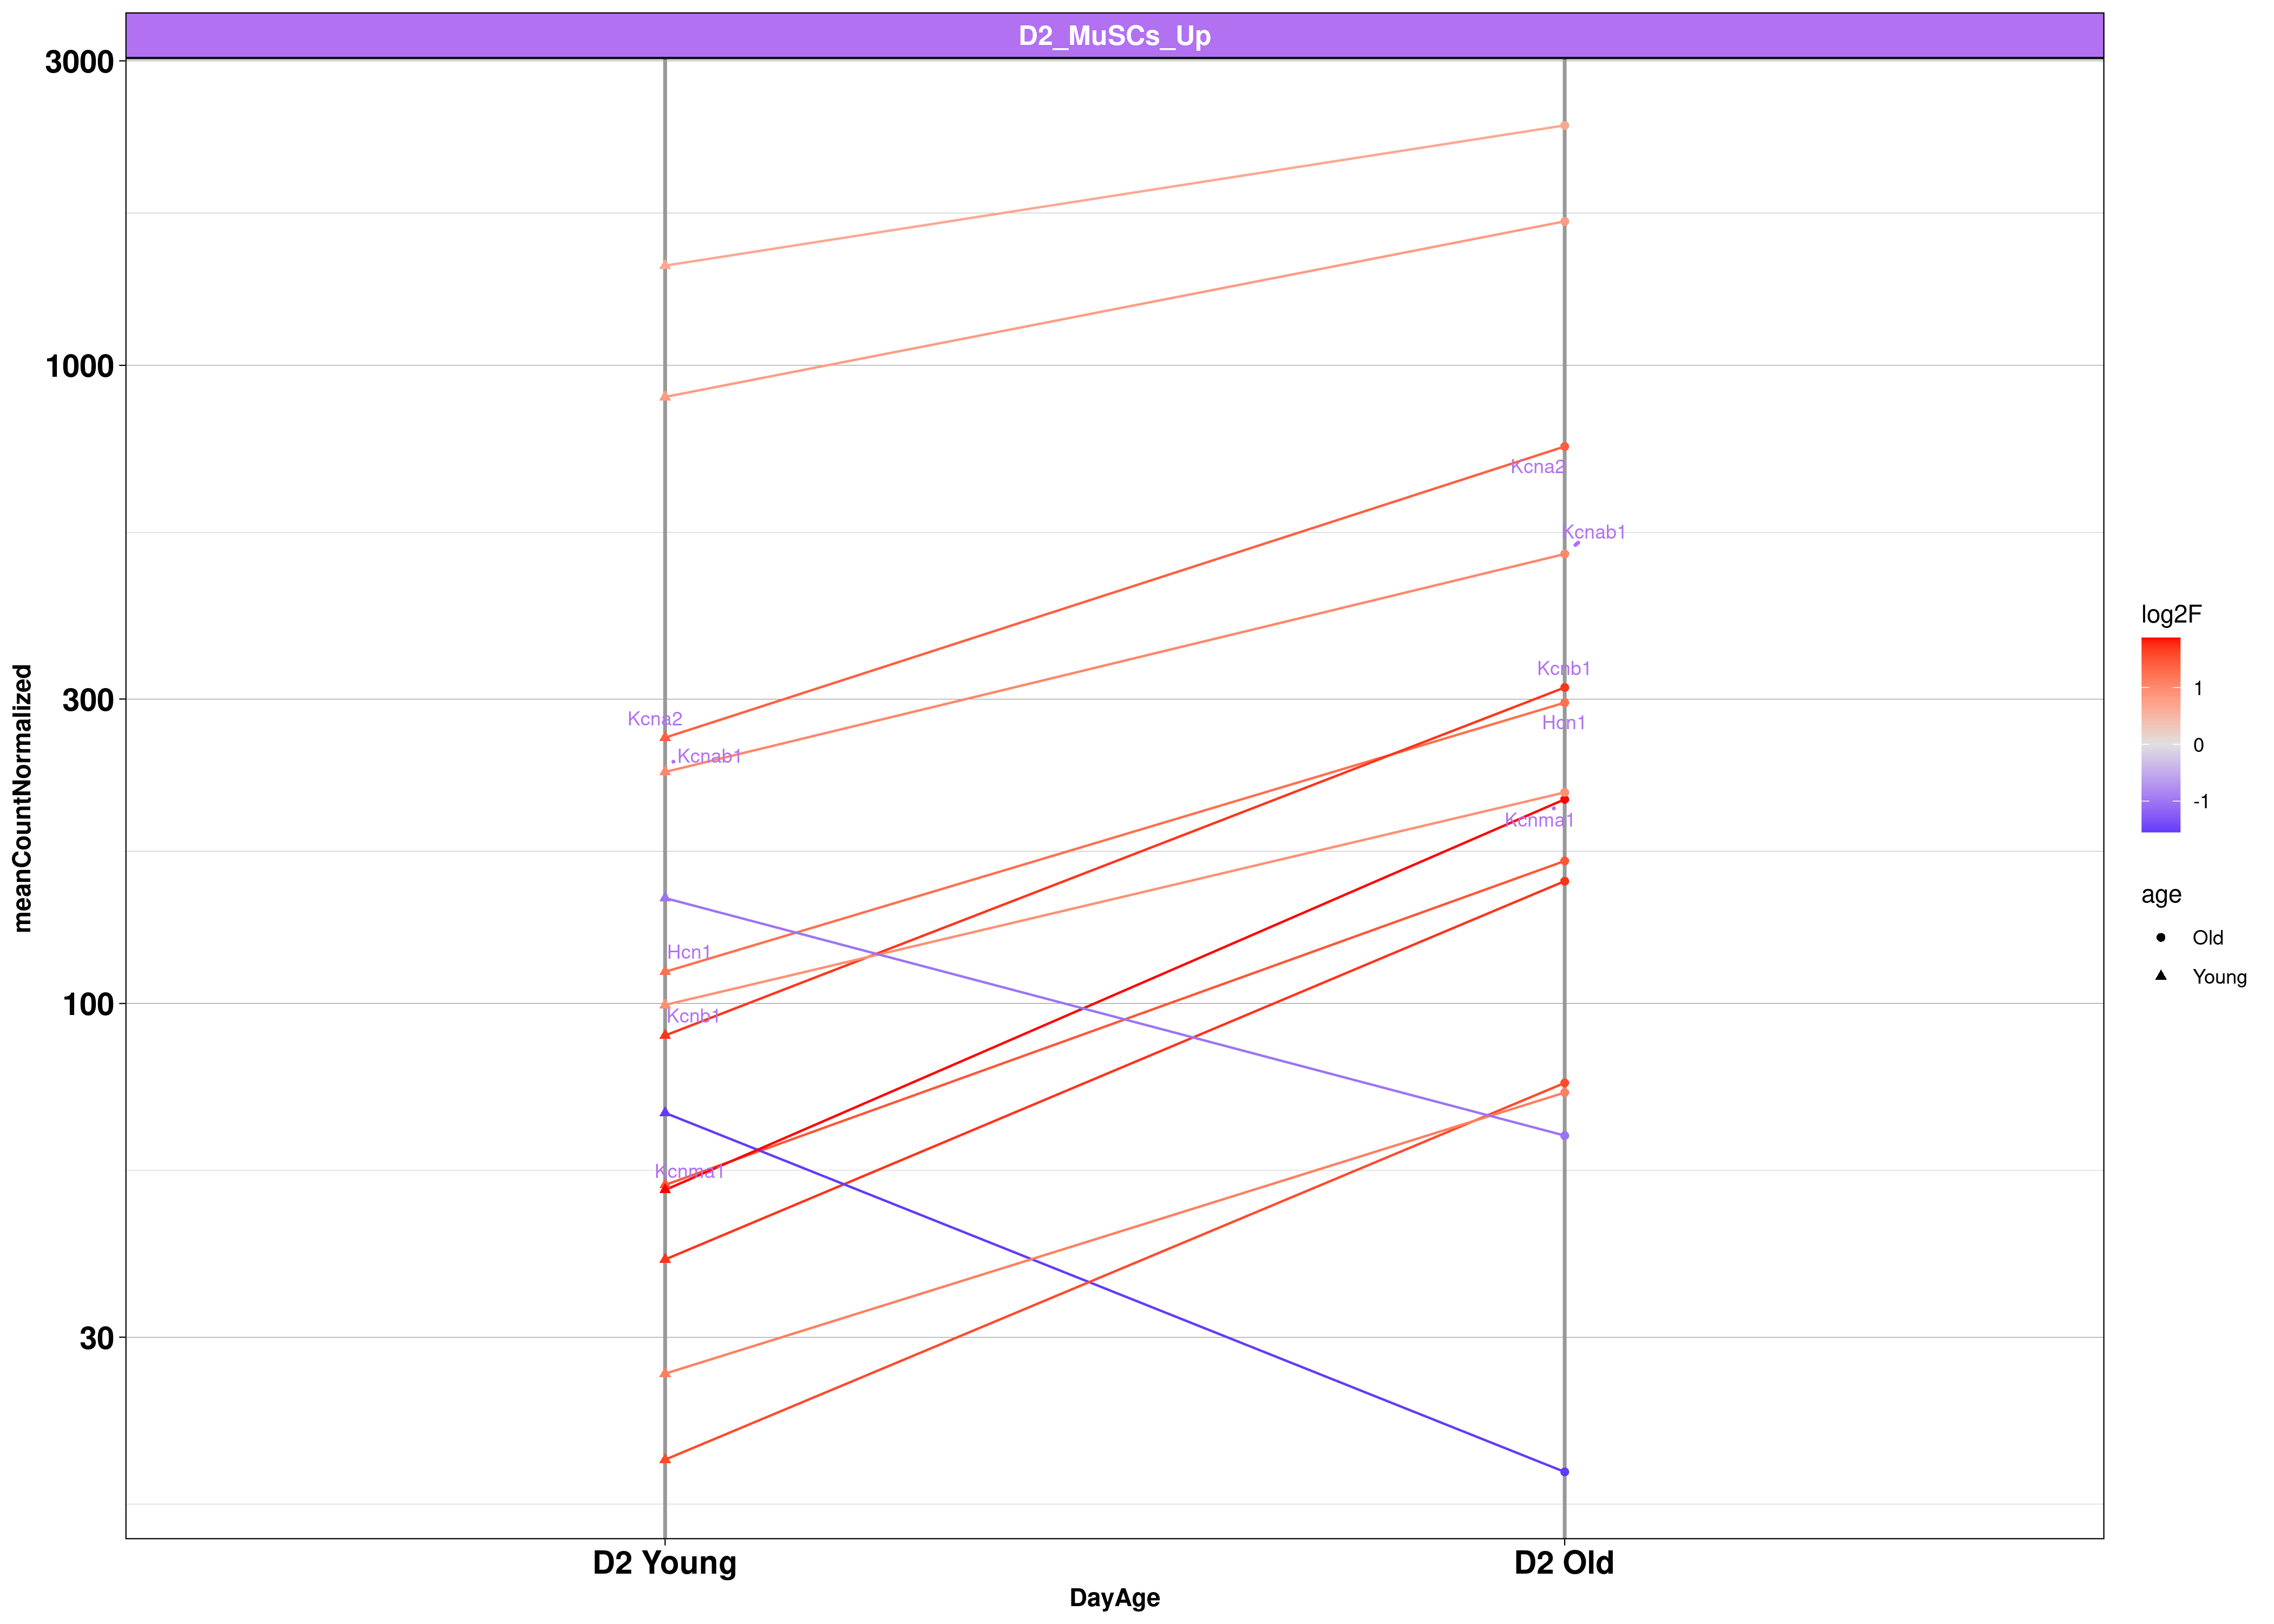 D2_MuSCs_Up
3000
1000
300
100
30
meanCountNormalized
Kcna2
Kcnab1
Kcnb1
Kcna2
Hcn1
Kcnab1
Kcnma1
Hcn1
Kcnb1
Kcnma1
D2 Young
D2 Old
DayAge
log2F
1
0
-1
age
Old
Young